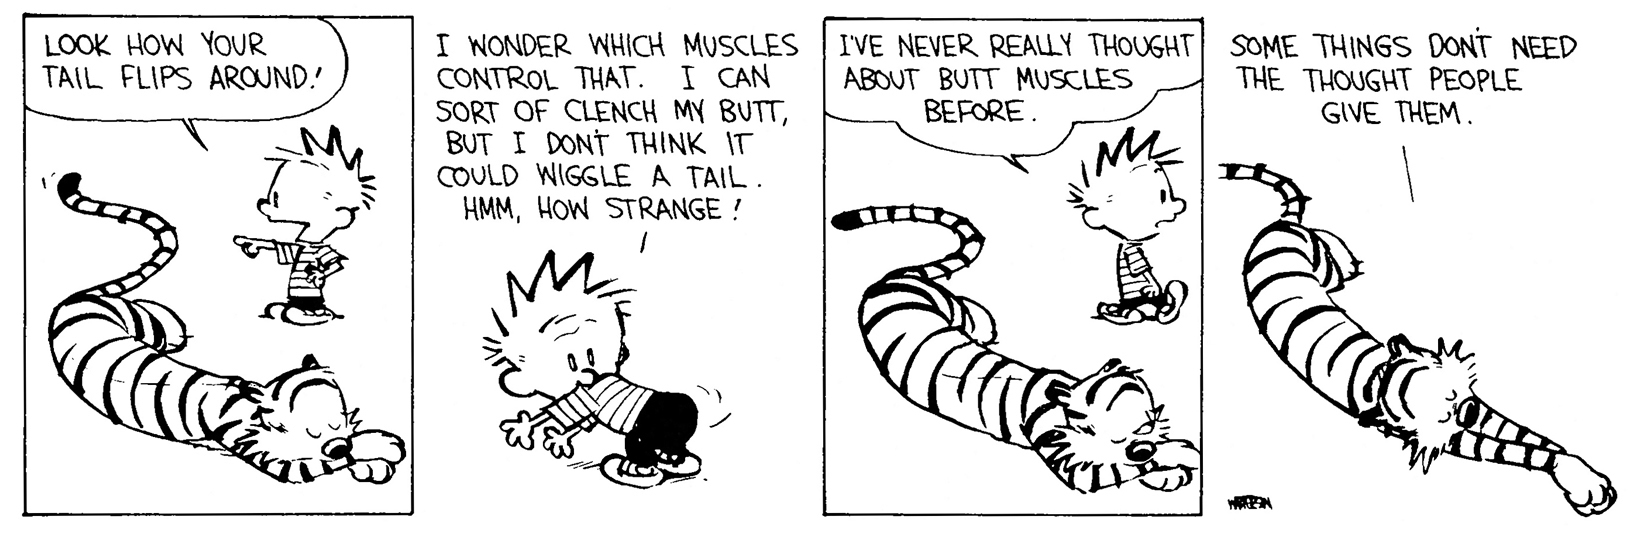 LOOK HOW YOUR
TAIL FLIPS AROUND!
I WONDER WHICH MUSCLES
CONTROL THAT. I CAN
SORT OF CLENCH MY BUTT,
BUT I DON'T THINK IT
COULD WIGGLE A TAIL.
HMM, HOW STRANGE!
I'VE NEVER REALLY THOUGHT
ABOUT BUTT MUSCLES
BEFORE.
SOME THINGS DON'T NEED
THE THOUGHT PEOPLE
GIVE THEM.
WATTERSON